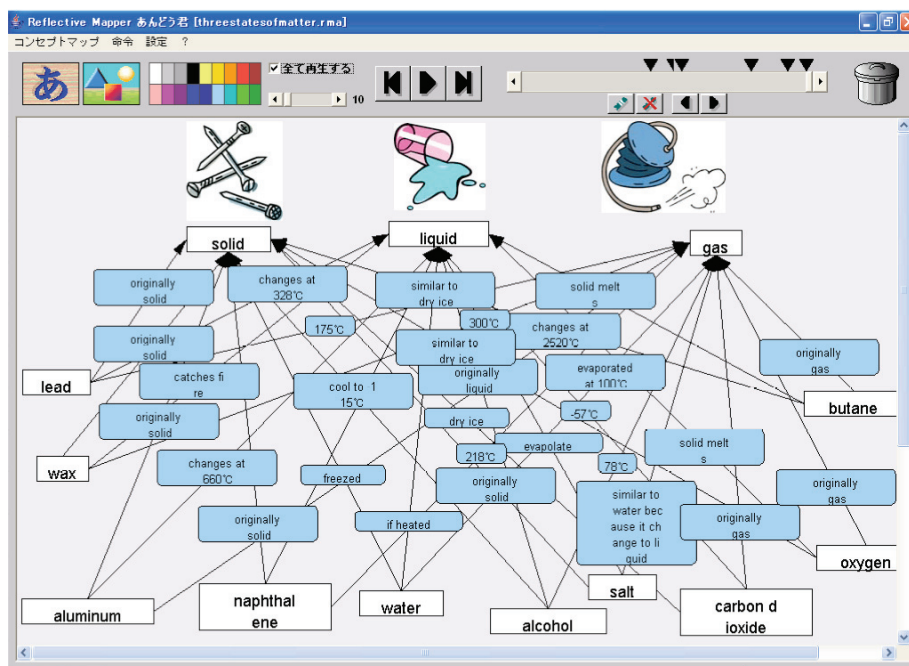 Reflective Mapper あんどう君 [threestatesofmatter.rma]
コンセプトマップ 命令 設定 ?
あ
全て再生する
10
solid
liquid
gas
originally
solid
changes at
328℃
similar to
dry ice
solid melt
s
175℃
300℃
changes at
2520℃
originally
solid
similar to
dry ice
originally
gas
lead
catches fi
re
cool to 1
15℃
originally
liquid
evaporated
at 100℃
butane
originally
solid
dry ice
-57℃
wax
changes at
660℃
freezed
218℃
evapolate
78℃
solid melt
s
originally
solid
originally
solid
if heated
similar to
water bec
ause it ch
ange to li
quid
originally
gas
originally
gas
oxygen
aluminum
naphthal
ene
water
alcohol
salt
carbon d
ioxide